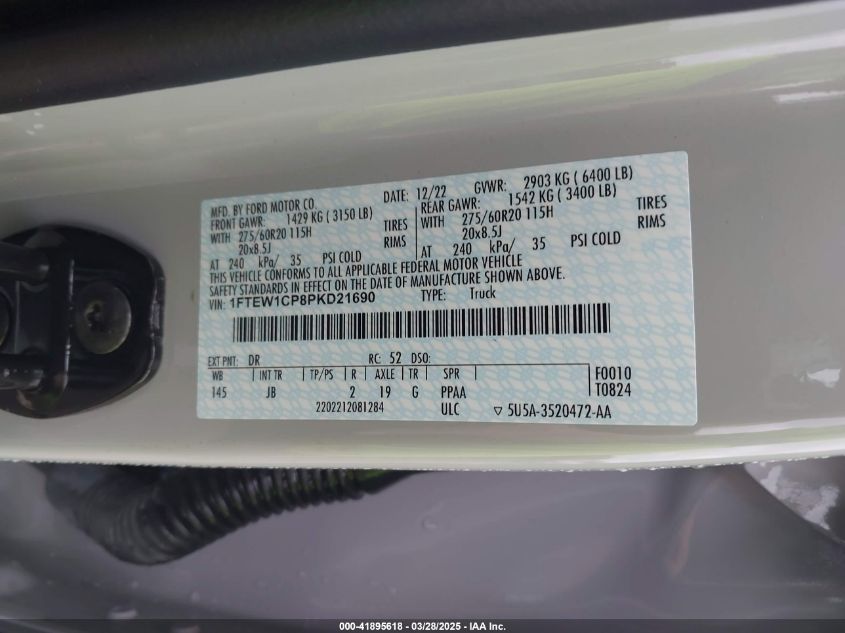 MFD. BY FORD MOTOR CO. DATE: 12/22 GVWR: 2903 KG ( 6400 LB)
FRONT GAWR: 1429 KG ( 3150 LB) REAR GAWR: 1542 KG ( 3400 LB)
WITH 275/60R20 115H TIRES WITH 275/60R20 115H TIRES
20x8.5J RIMS 20x8.5J RIMS
AT 240 kPa/ 35 PSI COLD AT 240 kPa/ 35 PSI COLD
THIS VEHICLE CONFORMS TO ALL APPLICABLE FEDERAL MOTOR VEHICLE
SAFETY STANDARDS IN EFFECT ON THE DATE OF MANUFACTURE SHOWN ABOVE.
VIN: 1FTEW1CP8PKD21690 TYPE: Truck
EXT PNT: DR RC: 52 DSO:
WB INT TR TP/PS R AXLE TR SPR F0010
145 JB 2 19 G PPAA T0824
2202212081284 ULC ▽ 5U5A-3520472-AA
000-41895618 | 03/28/2025 - IAA Inc.